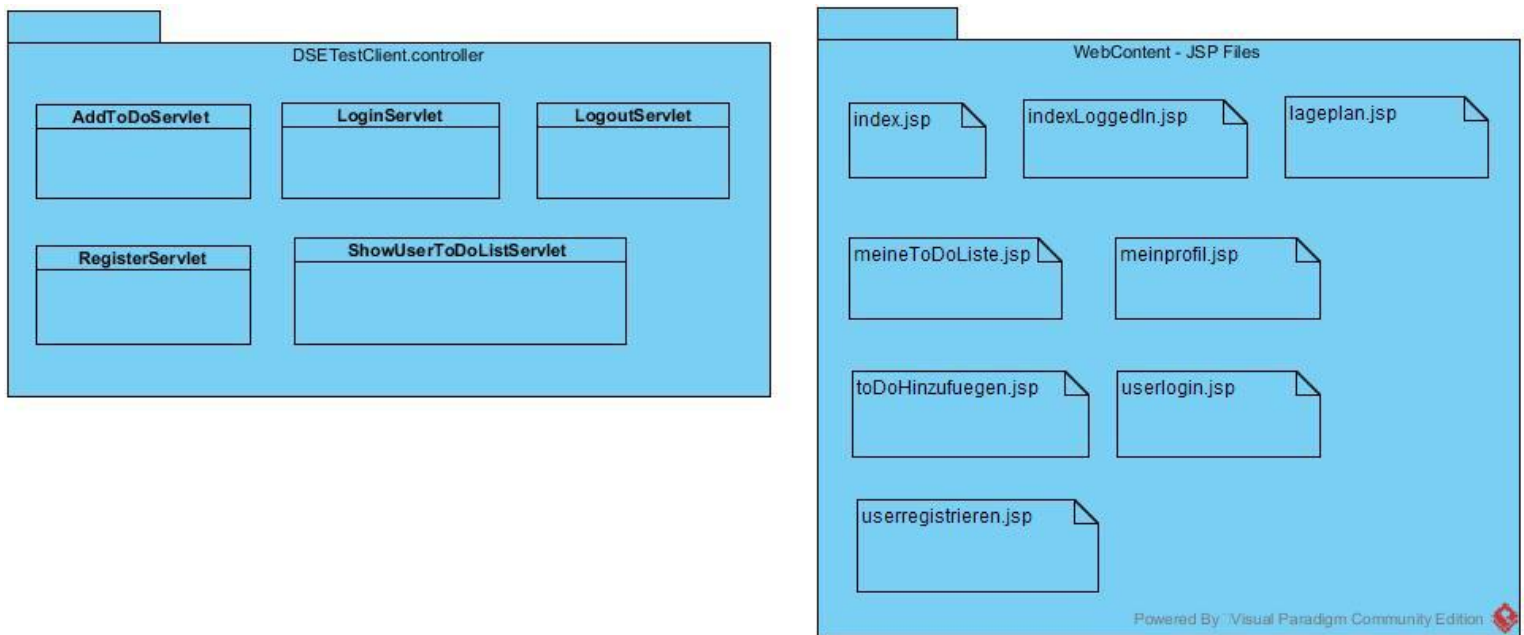 DSETestClient.controller
AddToDoServlet
LoginServlet
LogoutServlet
RegisterServlet
ShowUserToDoListServlet
WebContent - JSP Files
index.jsp
indexLoggedIn.jsp
lageplan.jsp
meineToDoListe.jsp
meinprofil.jsp
toDoHinzufuegen.jsp
userlogin.jsp
userregistrieren.jsp
Powered By Visual Paradigm Community Edition